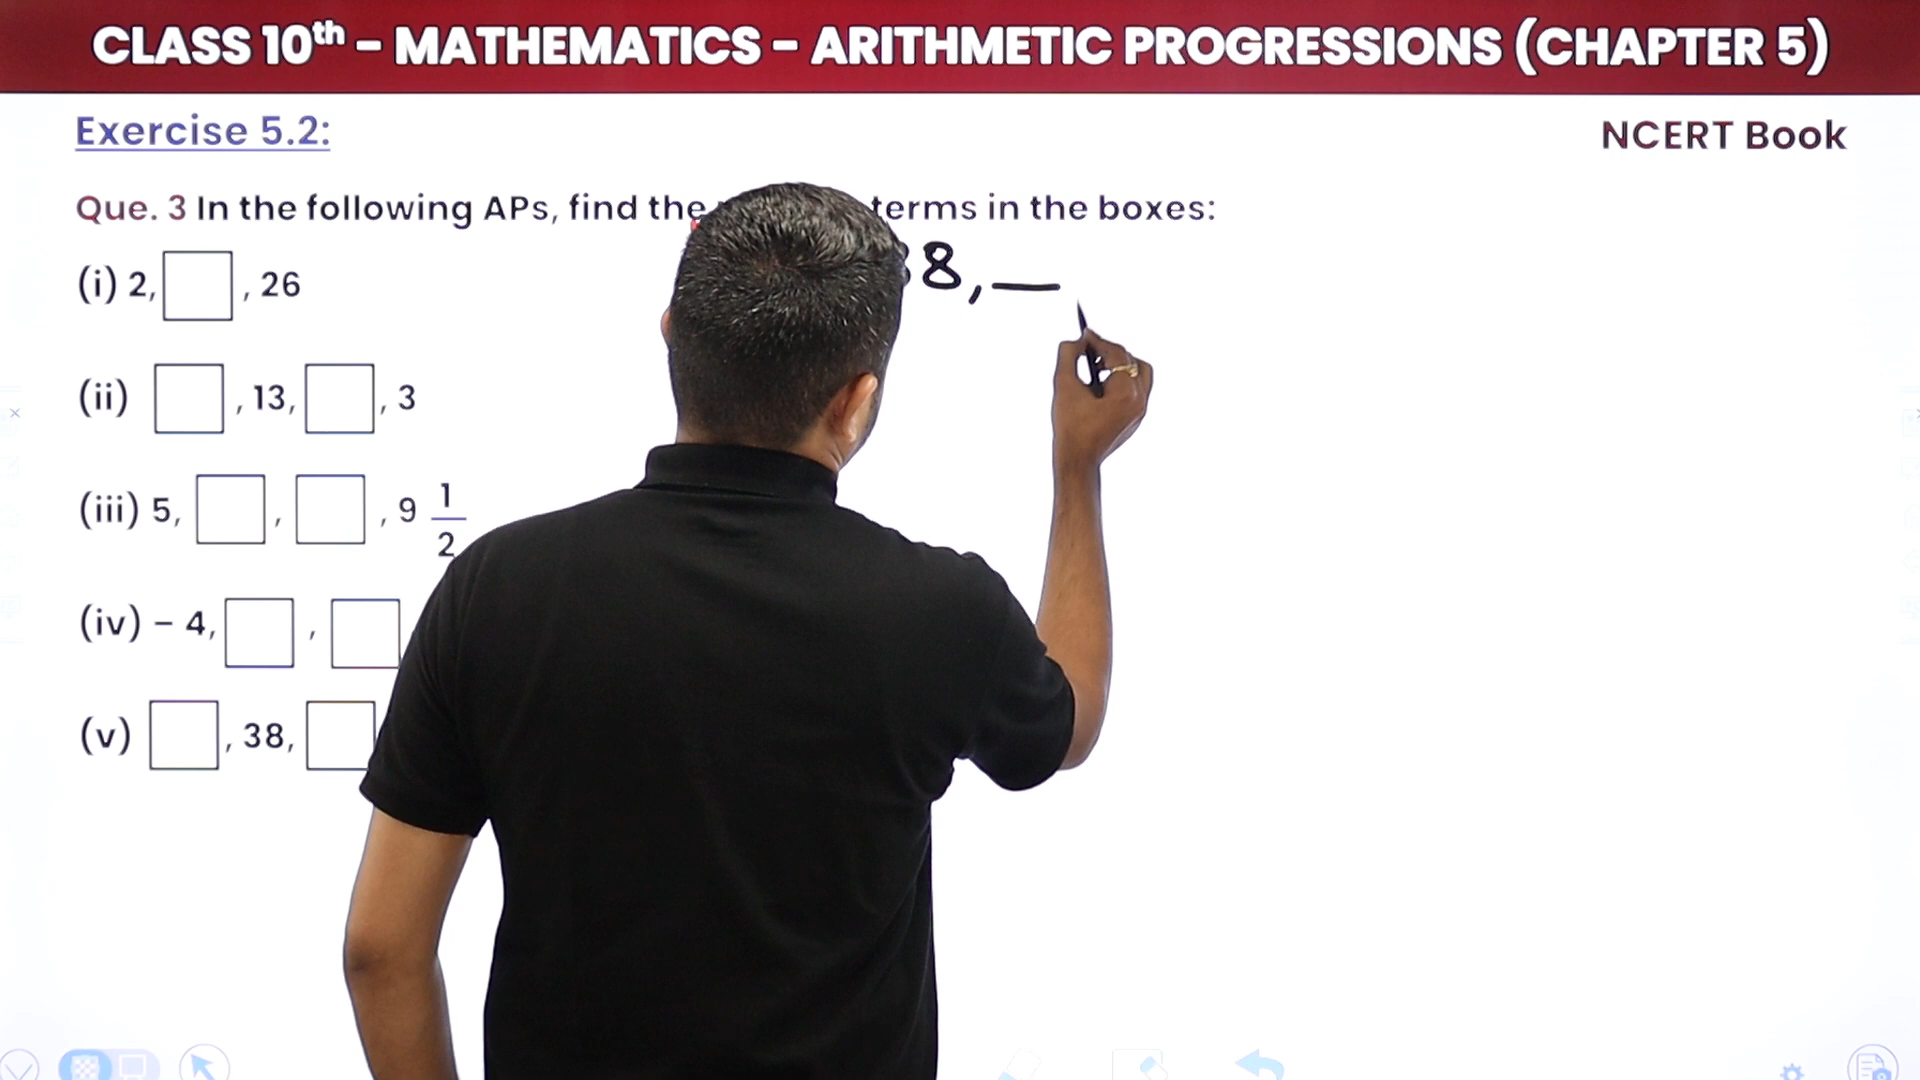 CLASS 10th – MATHEMATICS – ARITHMETIC PROGRESSIONS (CHAPTER 5)
Exercise 5.2:
NCERT Book
Que. 3 In the following APs, find the terms in the boxes:
8, __
(i) 2, □ , 26
(ii) □ , 13, □ , 3
(iii) 5, □ , □ , 9 1/2
(iv) – 4, □ , □
(v) □ , 38, □